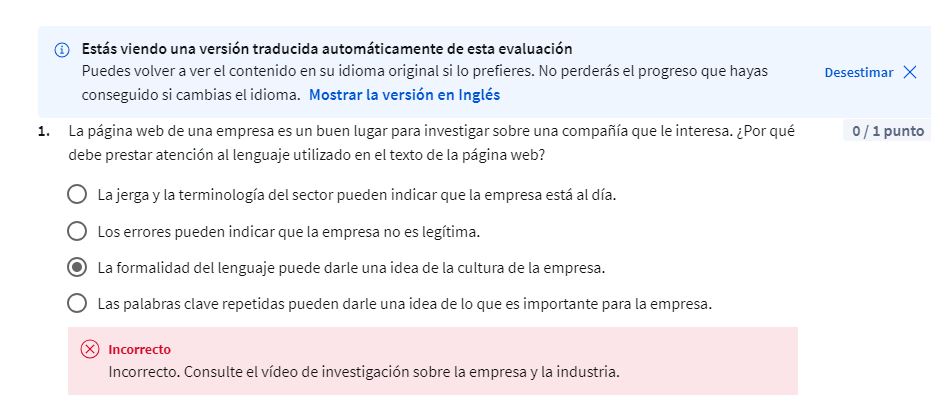 Estás viendo una versión traducida automáticamente de esta evaluación
Puedes volver a ver el contenido en su idioma original si lo prefieres. No perderás el progreso que hayas
conseguido si cambias el idioma. Mostrar la versión en Inglés
Desestimar
1. La página web de una empresa es un buen lugar para investigar sobre una compañía que le interesa. ¿Por qué
debe prestar atención al lenguaje utilizado en el texto de la página web?
0 / 1 punto
La jerga y la terminología del sector pueden indicar que la empresa está al día.
Los errores pueden indicar que la empresa no es legítima.
La formalidad del lenguaje puede darle una idea de la cultura de la empresa.
Las palabras clave repetidas pueden darle una idea de lo que es importante para la empresa.
Incorrecto
Incorrecto. Consulte el vídeo de investigación sobre la empresa y la industria.